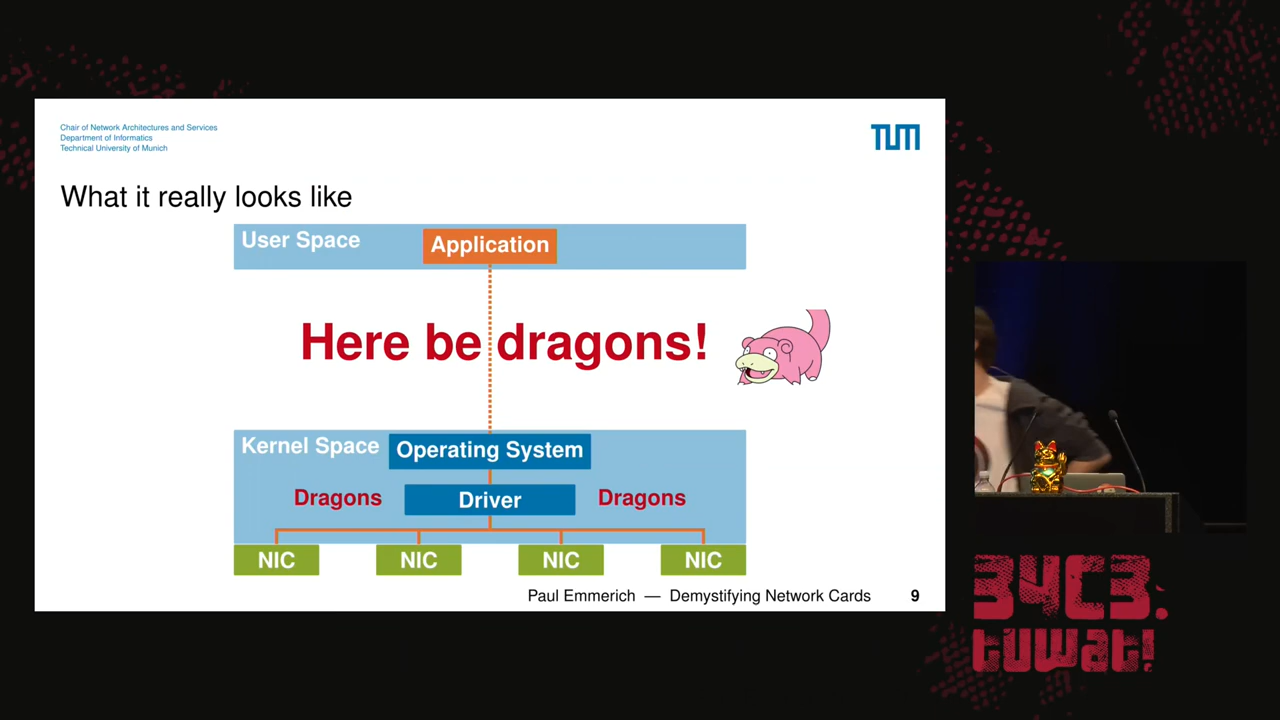 Chair of Network Architectures and Services
Department of Informatics
Technical University of Munich
TUM
What it really looks like
User Space
Application
Here be dragons!
Kernel Space
Operating System
Dragons
Driver
Dragons
NIC
NIC
NIC
NIC
Paul Emmerich — Demystifying Network Cards
9
34C3.
tuwat!